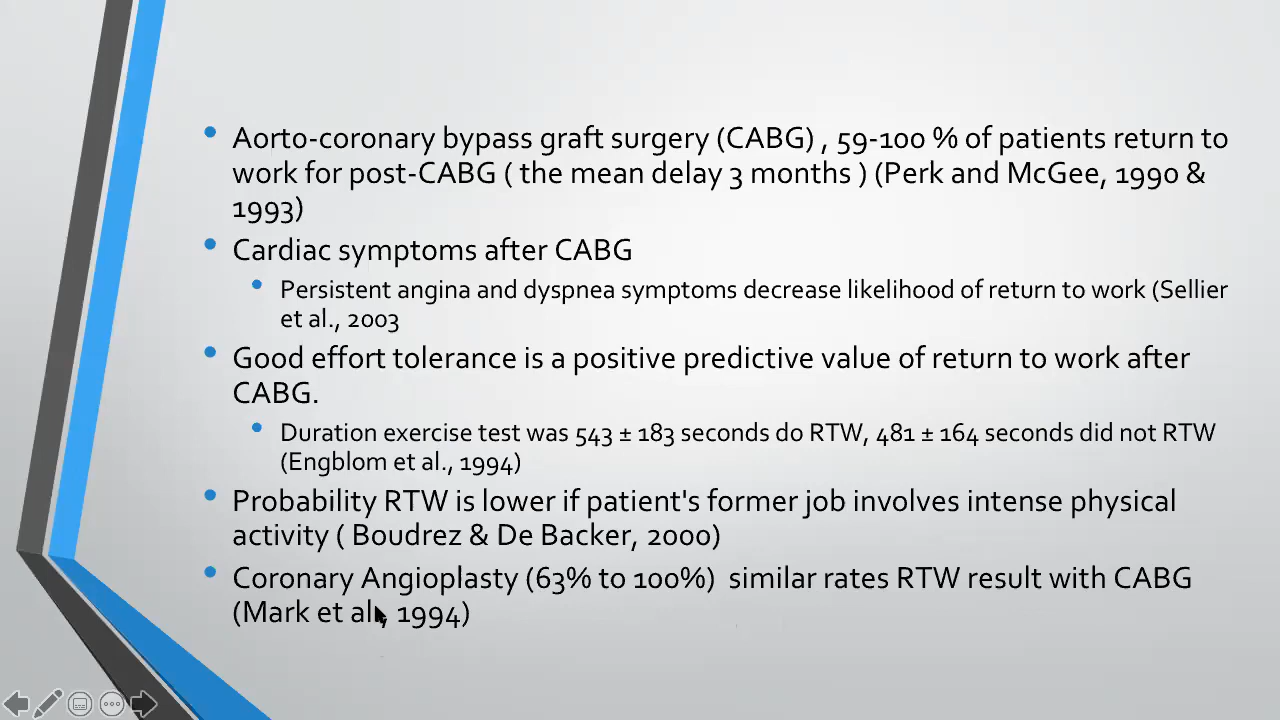 Aorto-coronary bypass graft surgery (CABG) , 59-100 % of patients return to
work for post-CABG ( the mean delay 3 months ) (Perk and McGee, 1990 &
1993)
Cardiac symptoms after CABG
Persistent angina and dyspnea symptoms decrease likelihood of return to work (Sellier
et al., 2003
Good effort tolerance is a positive predictive value of return to work after
CABG.
Duration exercise test was 543 ± 183 seconds do RTW, 481 ± 164 seconds did not RTW
(Engblom et al., 1994)
Probability RTW is lower if patient's former job involves intense physical
activity ( Boudrez & De Backer, 2000)
Coronary Angioplasty (63% to 100%)  similar rates RTW result with CABG
(Mark et al., 1994)